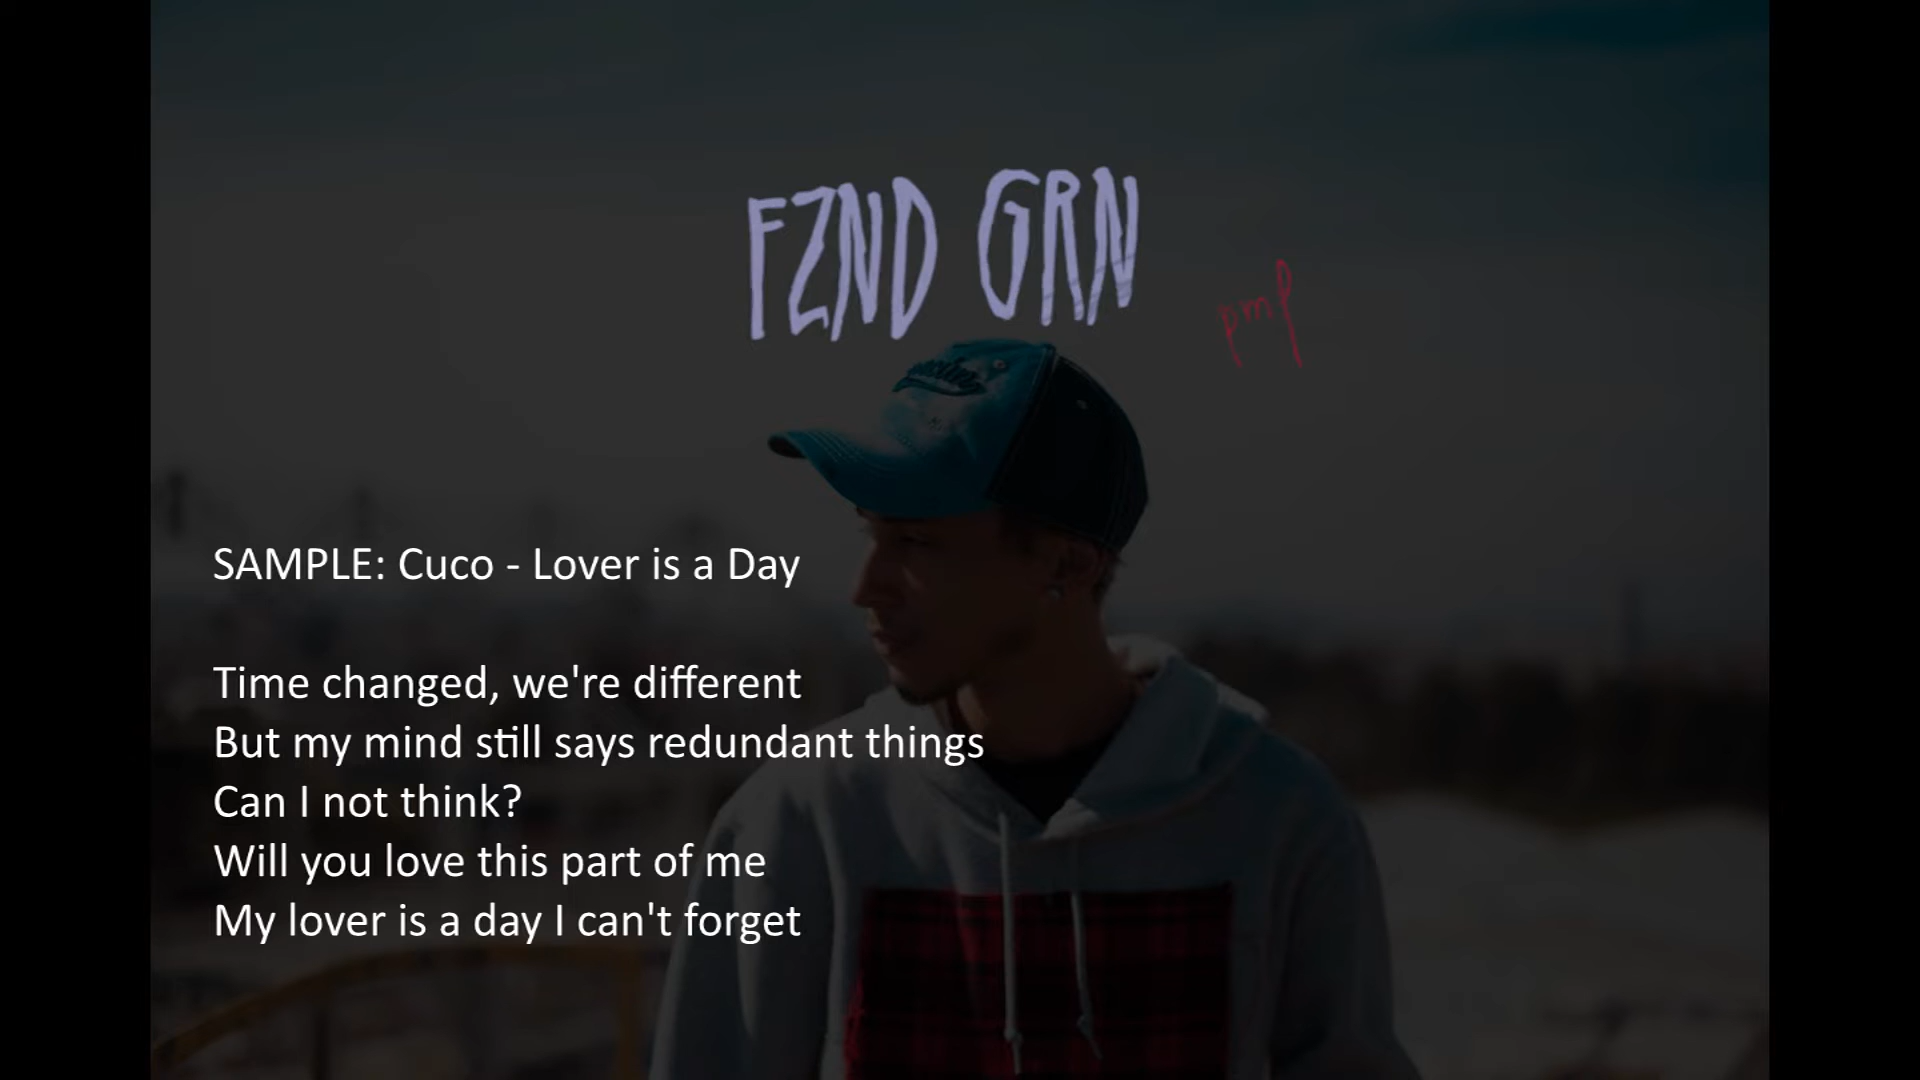 FZND GRN
pmp
SAMPLE: Cuco - Lover is a Day
Time changed, we're different
But my mind still says redundant things
Can I not think?
Will you love this part of me
My lover is a day I can't forget